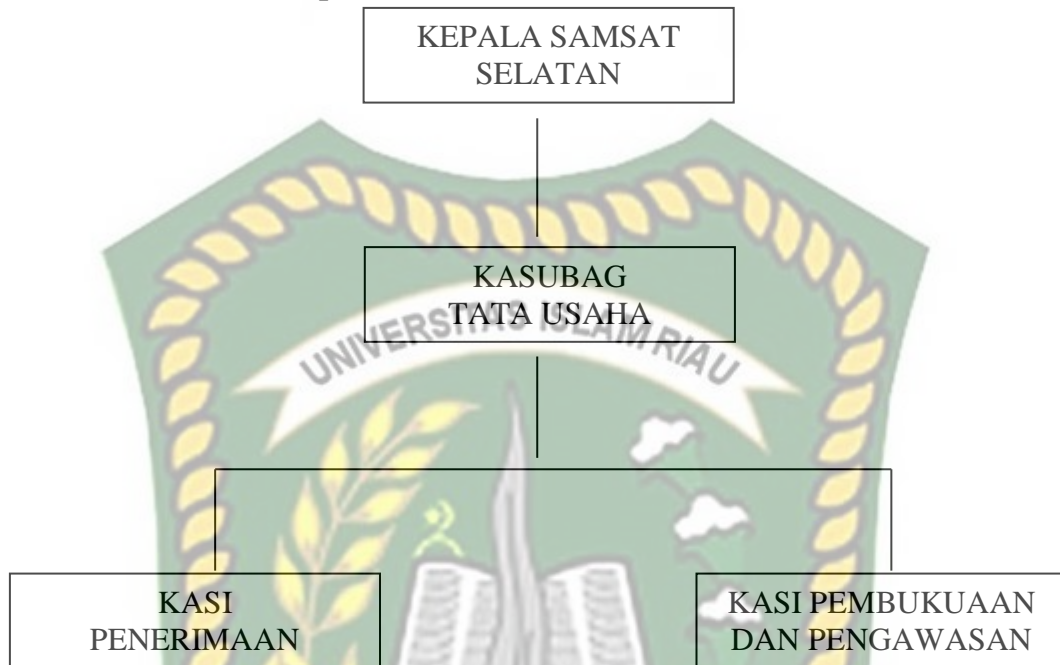 KEPALA SAMSAT
SELATAN
KASUBAG
TATA USAHA
UNIVERSITAS ISLAM RIAU
KASI
PENERIMAAN
KASI PEMBUKUAAN
DAN PENGAWASAN